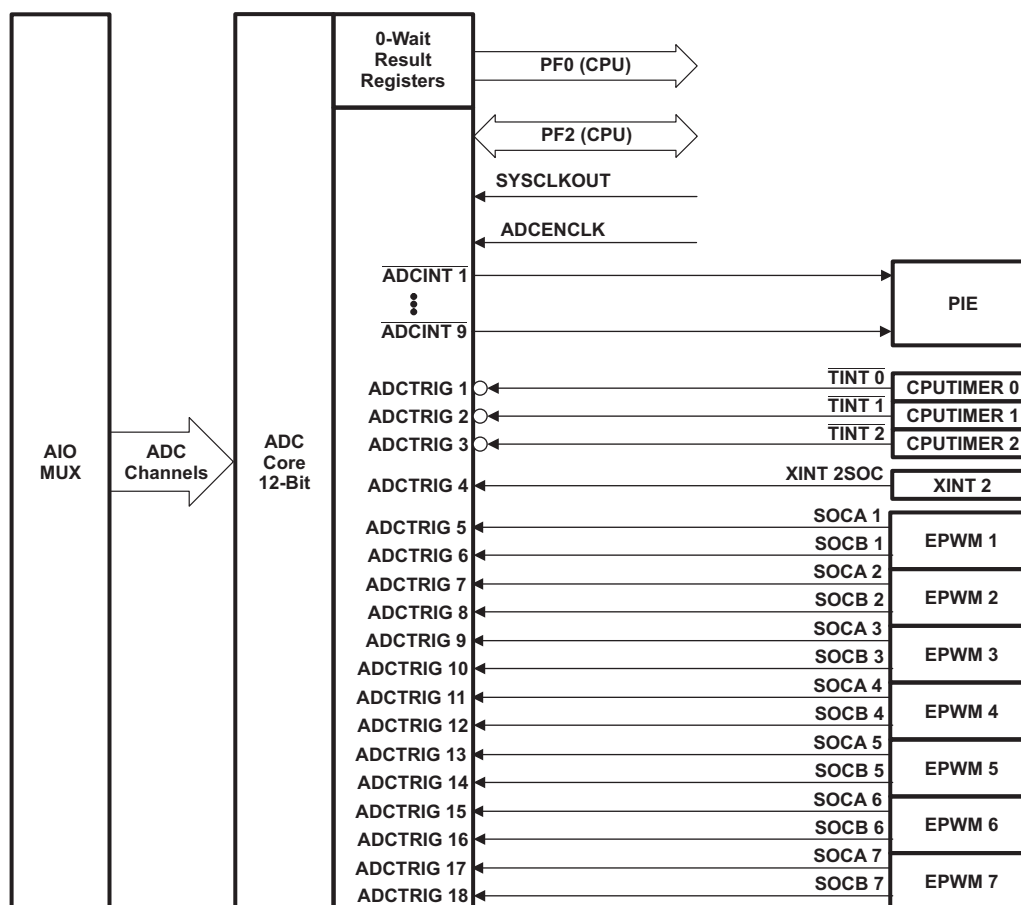 0-Wait
Result
Registers
PF0 (CPU)
PF2 (CPU)
SYSCLKOUT
ADCENCLK
ADCINT 1
PIE
ADCINT 9
TINT 0
ADCTRIG 1
CPUTIMER 0
TINT 1
ADCTRIG 2
CPUTIMER 1
TINT 2
ADCTRIG 3
CPUTIMER 2
AIO
MUX
ADC
Channels
ADC
Core
12-Bit
XINT 2SOC
ADCTRIG 4
XINT 2
SOCA 1
ADCTRIG 5
EPWM 1
SOCB 1
ADCTRIG 6
SOCA 2
ADCTRIG 7
EPWM 2
SOCB 2
ADCTRIG 8
SOCA 3
ADCTRIG 9
EPWM 3
SOCB 3
ADCTRIG 10
SOCA 4
ADCTRIG 11
EPWM 4
SOCB 4
ADCTRIG 12
SOCA 5
ADCTRIG 13
EPWM 5
SOCB 5
ADCTRIG 14
SOCA 6
ADCTRIG 15
EPWM 6
SOCB 6
ADCTRIG 16
SOCA 7
ADCTRIG 17
EPWM 7
SOCB 7
ADCTRIG 18